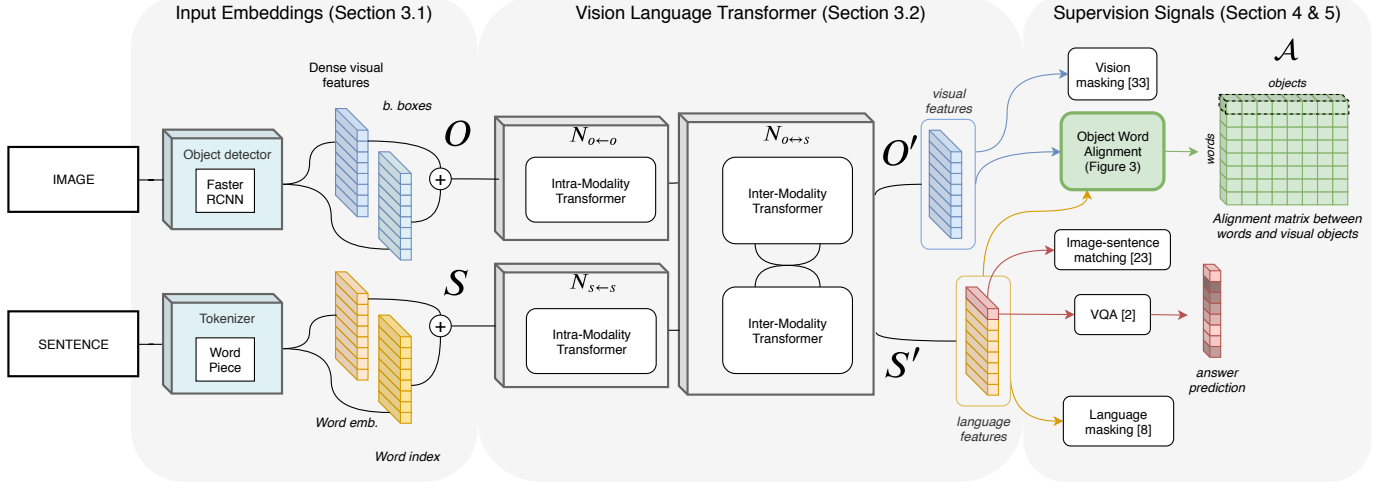 Input Embeddings (Section 3.1)
Vision Language Transformer (Section 3.2)
Supervision Signals (Section 4 & 5)
IMAGE
Object detector
Faster
RCNN
Dense visual
features
b. boxes
+
O
N_{o←o}
Intra-Modality
Transformer
N_{o↔s}
Inter-Modality
Transformer
O′
visual
features
Vision
masking [33]
Object Word
Alignment
(Figure 3)
A
objects
words
Alignment matrix between
words and visual objects
SENTENCE
Tokenizer
Word
Piece
Word emb.
Word index
+
S
N_{s←s}
Intra-Modality
Transformer
Inter-Modality
Transformer
S′
language
features
Image-sentence
matching [23]
VQA [2]
answer
prediction
Language
masking [8]